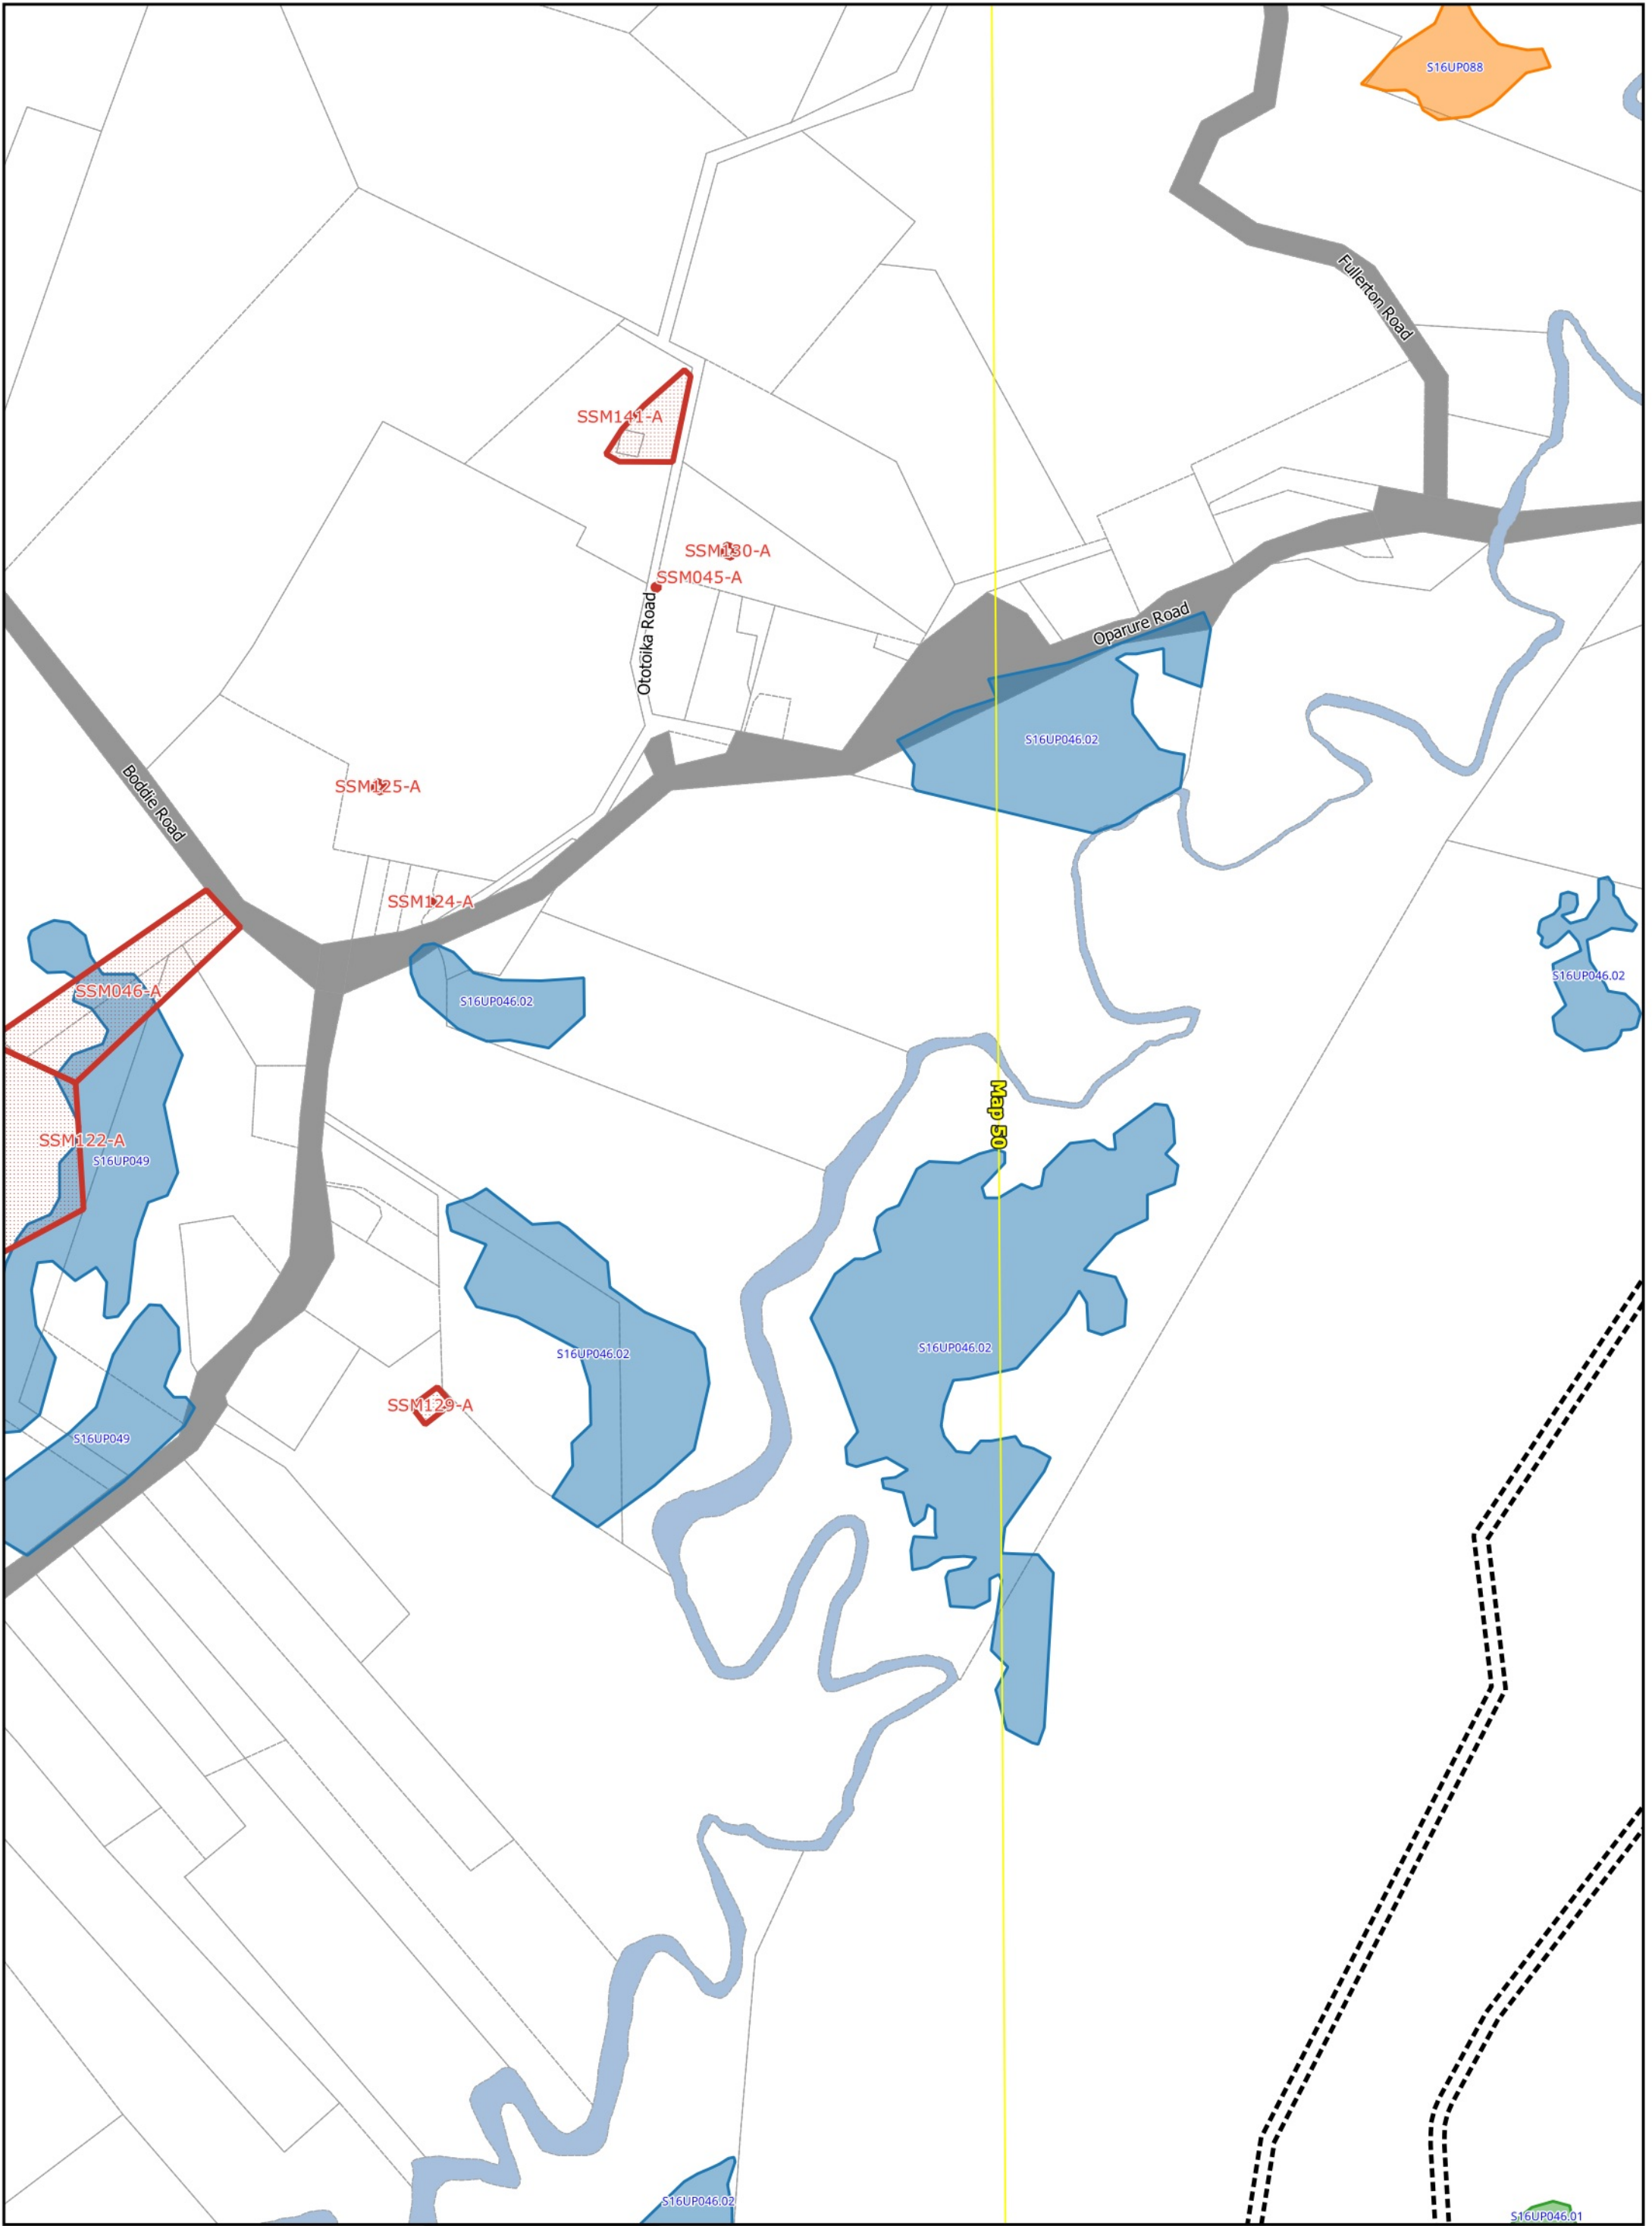 S16UP088
Fullerton Road
SSM141-A
SSM130-A
SSM045-A
Ototoika Road
Oparure Road
S16UP046.02
SSM125-A
Boddie Road
SSM124-A
S16UP046.02
SSM046-A
S16UP046.02
Map 50
SSM122-A
S16UP049
S16UP046.02
S16UP046.02
SSM129-A
S16UP049
S16UP046.02
S16UP046.01